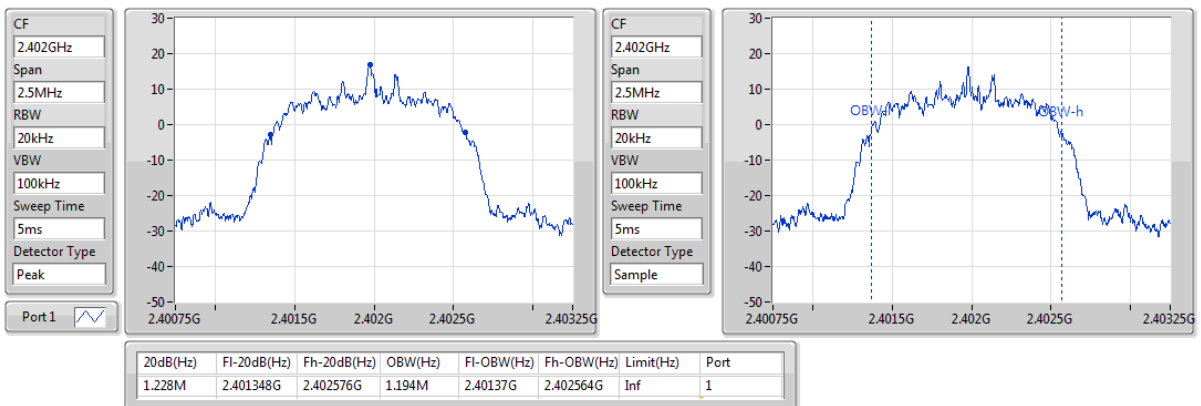 CF
2.402GHz
Span
2.5MHz
RBW
20kHz
VBW
100kHz
Sweep Time
5ms
Detector Type
Peak
Port 1
30
20
10
0
-10
-20
-30
-40
-50
2.40075G 2.4015G 2.402G 2.4025G 2.40325G
CF
2.402GHz
Span
2.5MHz
RBW
20kHz
VBW
100kHz
Sweep Time
5ms
Detector Type
Sample
30
20
10
0
-10
-20
-30
-40
-50
OBW-l OBW-h
2.40075G 2.4015G 2.402G 2.4025G 2.40325G
20dB(Hz) Fl-20dB(Hz) Fh-20dB(Hz) OBW(Hz) Fl-OBW(Hz) Fh-OBW(Hz) Limit(Hz) Port
1.228M 2.401348G 2.402576G 1.194M 2.40137G 2.402564G Inf 1